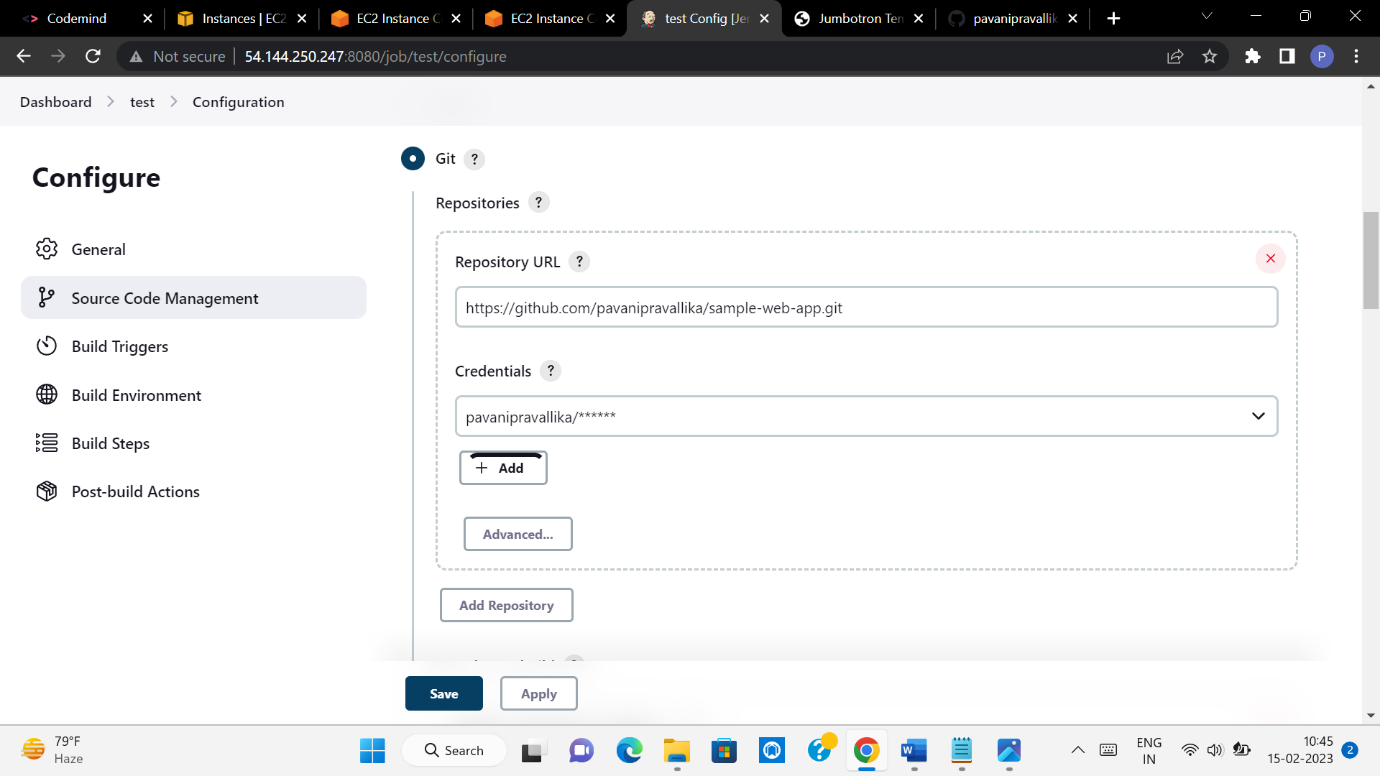 Codemind
Instances | EC2
EC2 Instance C
EC2 Instance C
test Config [Jen
Jumbotron Tem
pavanipravallik
Not secure
54.144.250.247:8080/job/test/configure
P
Dashboard > test > Configuration
Configure
General
Source Code Management
Build Triggers
Build Environment
Build Steps
Post-build Actions
Git ?
Repositories ?
Repository URL ?
https://github.com/pavanipravallika/sample-web-app.git
Credentials ?
pavanipravallika/******
+ Add
Advanced...
Add Repository
Save
Apply
79°F
Haze
Search
ENG
IN
10:45
15-02-2023
2